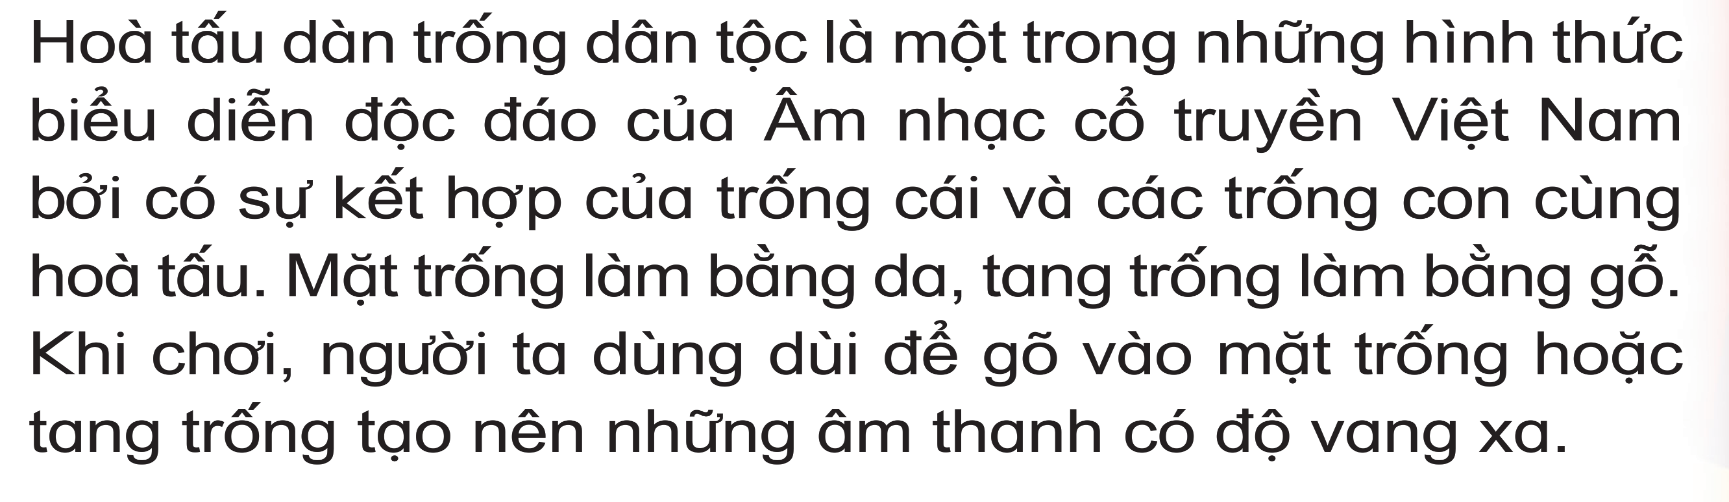 Hoà tấu dàn trống dân tộc là một trong những hình thức
biểu diễn độc đáo của Âm nhạc cổ truyền Việt Nam
bởi có sự kết hợp của trống cái và các trống con cùng
hoà tấu. Mặt trống làm bằng da, tang trống làm bằng gỗ.
Khi chơi, người ta dùng dùi để gõ vào mặt trống hoặc
tang trống tạo nên những âm thanh có độ vang xa.